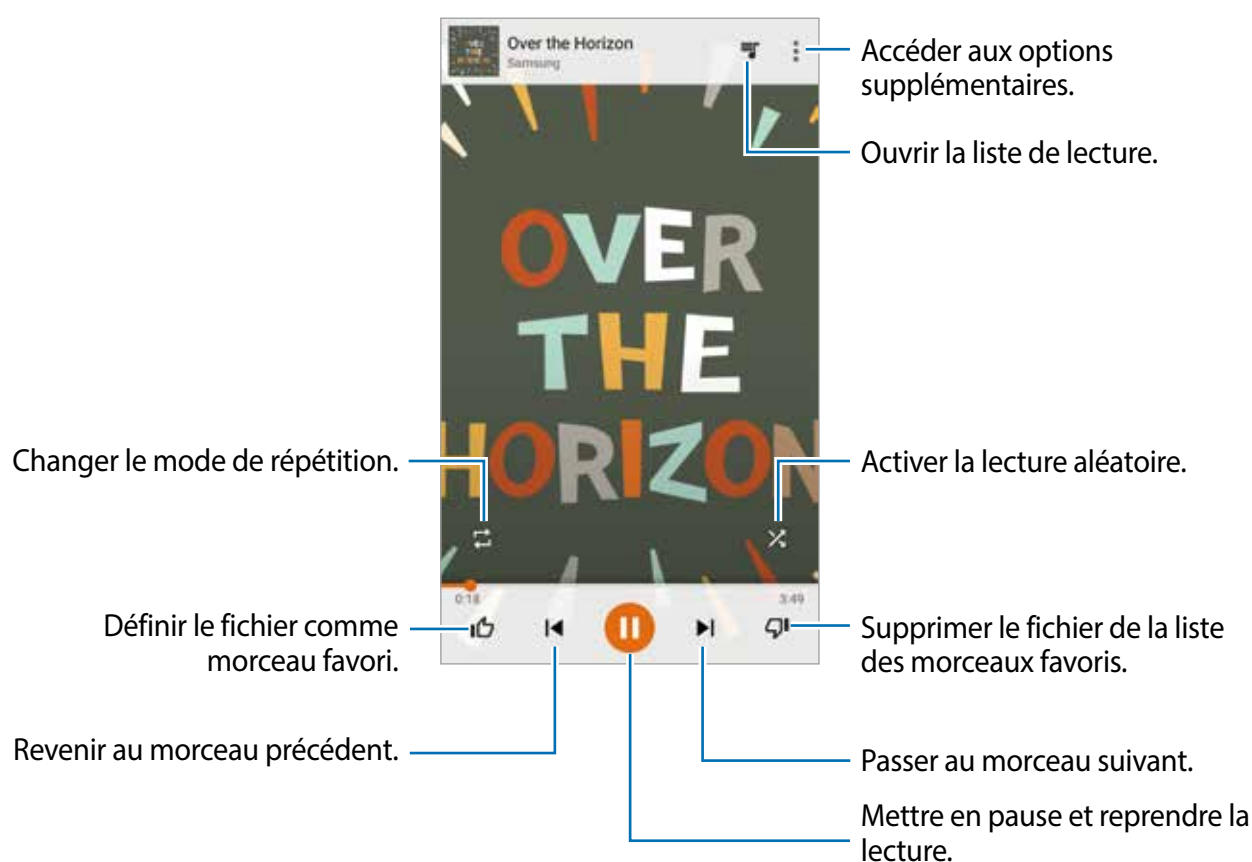 Over the Horizon
Samsung
Accéder aux options
supplémentaires.
Ouvrir la liste de lecture.
OVER
THE
HORIZON
Changer le mode de répétition.
Activer la lecture aléatoire.
0:18
3:49
Définir le fichier comme
morceau favori.
Supprimer le fichier de la liste
des morceaux favoris.
Revenir au morceau précédent.
Passer au morceau suivant.
Mettre en pause et reprendre la
lecture.